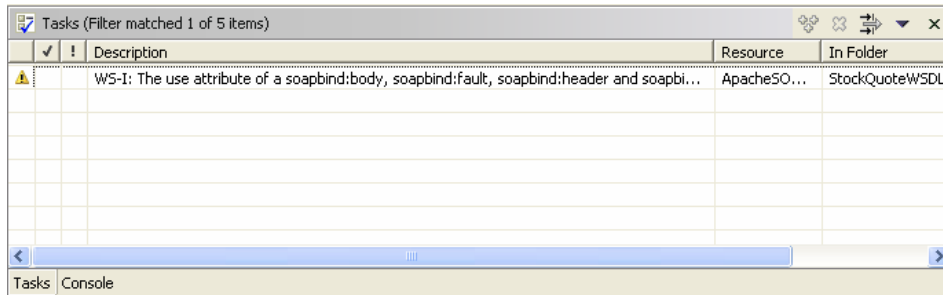 Tasks (Filter matched 1 of 5 items)
✓ ! Description Resource In Folder
WS-I: The use attribute of a soapbind:body, soapbind:fault, soapbind:header and soapbi... ApacheSO... StockQuoteWSDL
Tasks Console